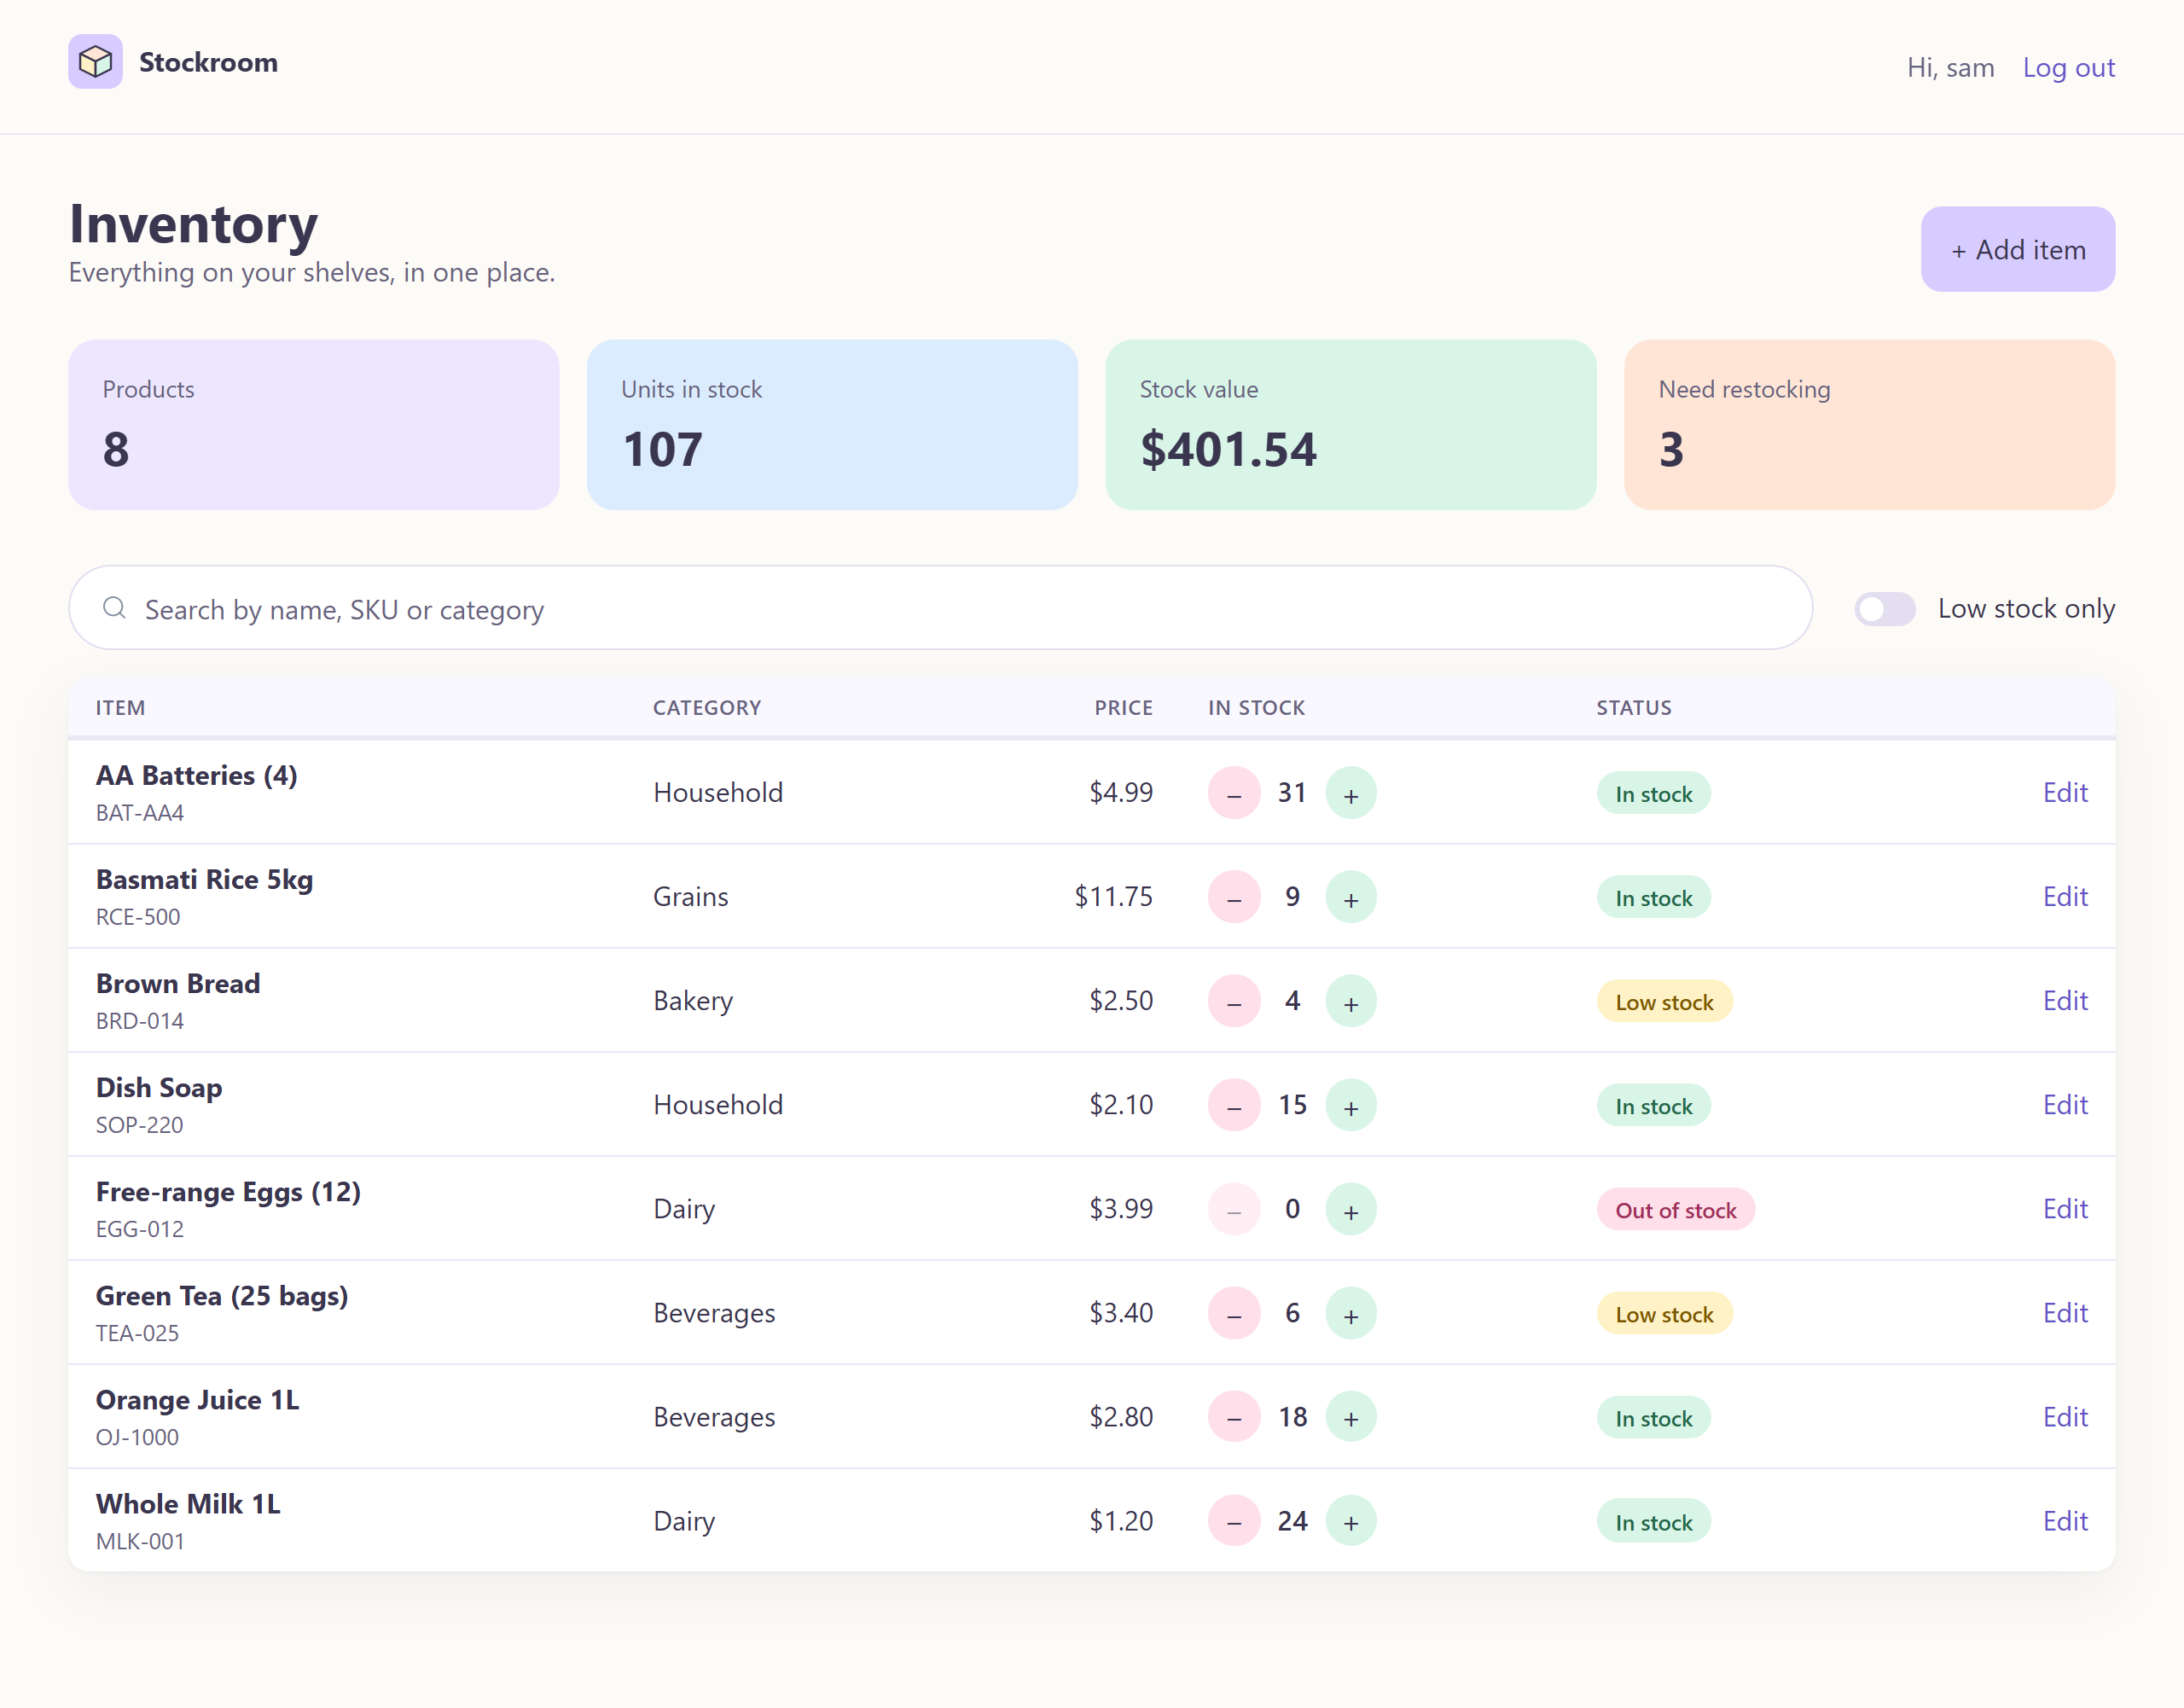 Stockroom
Hi, sam Log out
Inventory
Everything on your shelves, in one place.
+ Add item
Products
8
Units in stock
107
Stock value
$401.54
Need restocking
3
Search by name, SKU or category
Low stock only
ITEM CATEGORY PRICE IN STOCK STATUS
AA Batteries (4)
BAT-AA4
Household $4.99 – 31 + In stock Edit
Basmati Rice 5kg
RCE-500
Grains $11.75 – 9 + In stock Edit
Brown Bread
BRD-014
Bakery $2.50 – 4 + Low stock Edit
Dish Soap
SOP-220
Household $2.10 – 15 + In stock Edit
Free-range Eggs (12)
EGG-012
Dairy $3.99 – 0 + Out of stock Edit
Green Tea (25 bags)
TEA-025
Beverages $3.40 – 6 + Low stock Edit
Orange Juice 1L
OJ-1000
Beverages $2.80 – 18 + In stock Edit
Whole Milk 1L
MLK-001
Dairy $1.20 – 24 + In stock Edit